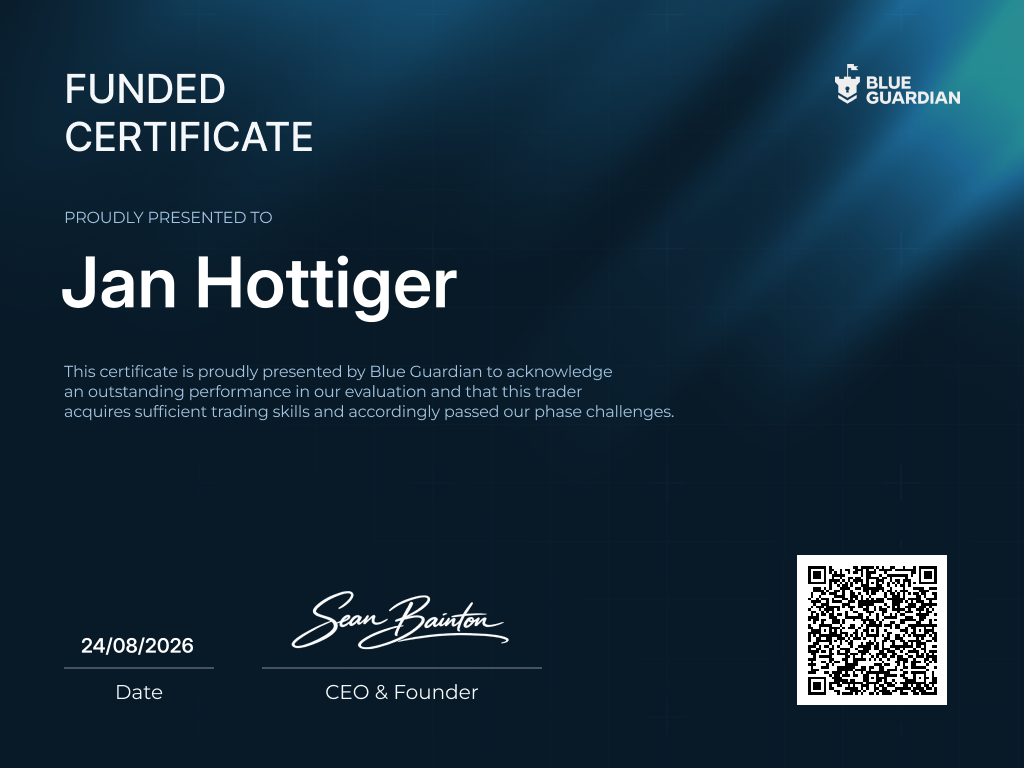 FUNDED
CERTIFICATE
BLUE
GUARDIAN
PROUDLY PRESENTED TO
Jan Hottiger
This certificate is proudly presented by Blue Guardian to acknowledge
an outstanding performance in our evaluation and that this trader
acquires sufficient trading skills and accordingly passed our phase challenges.
Sean Bainton
24/08/2026
Date
CEO & Founder